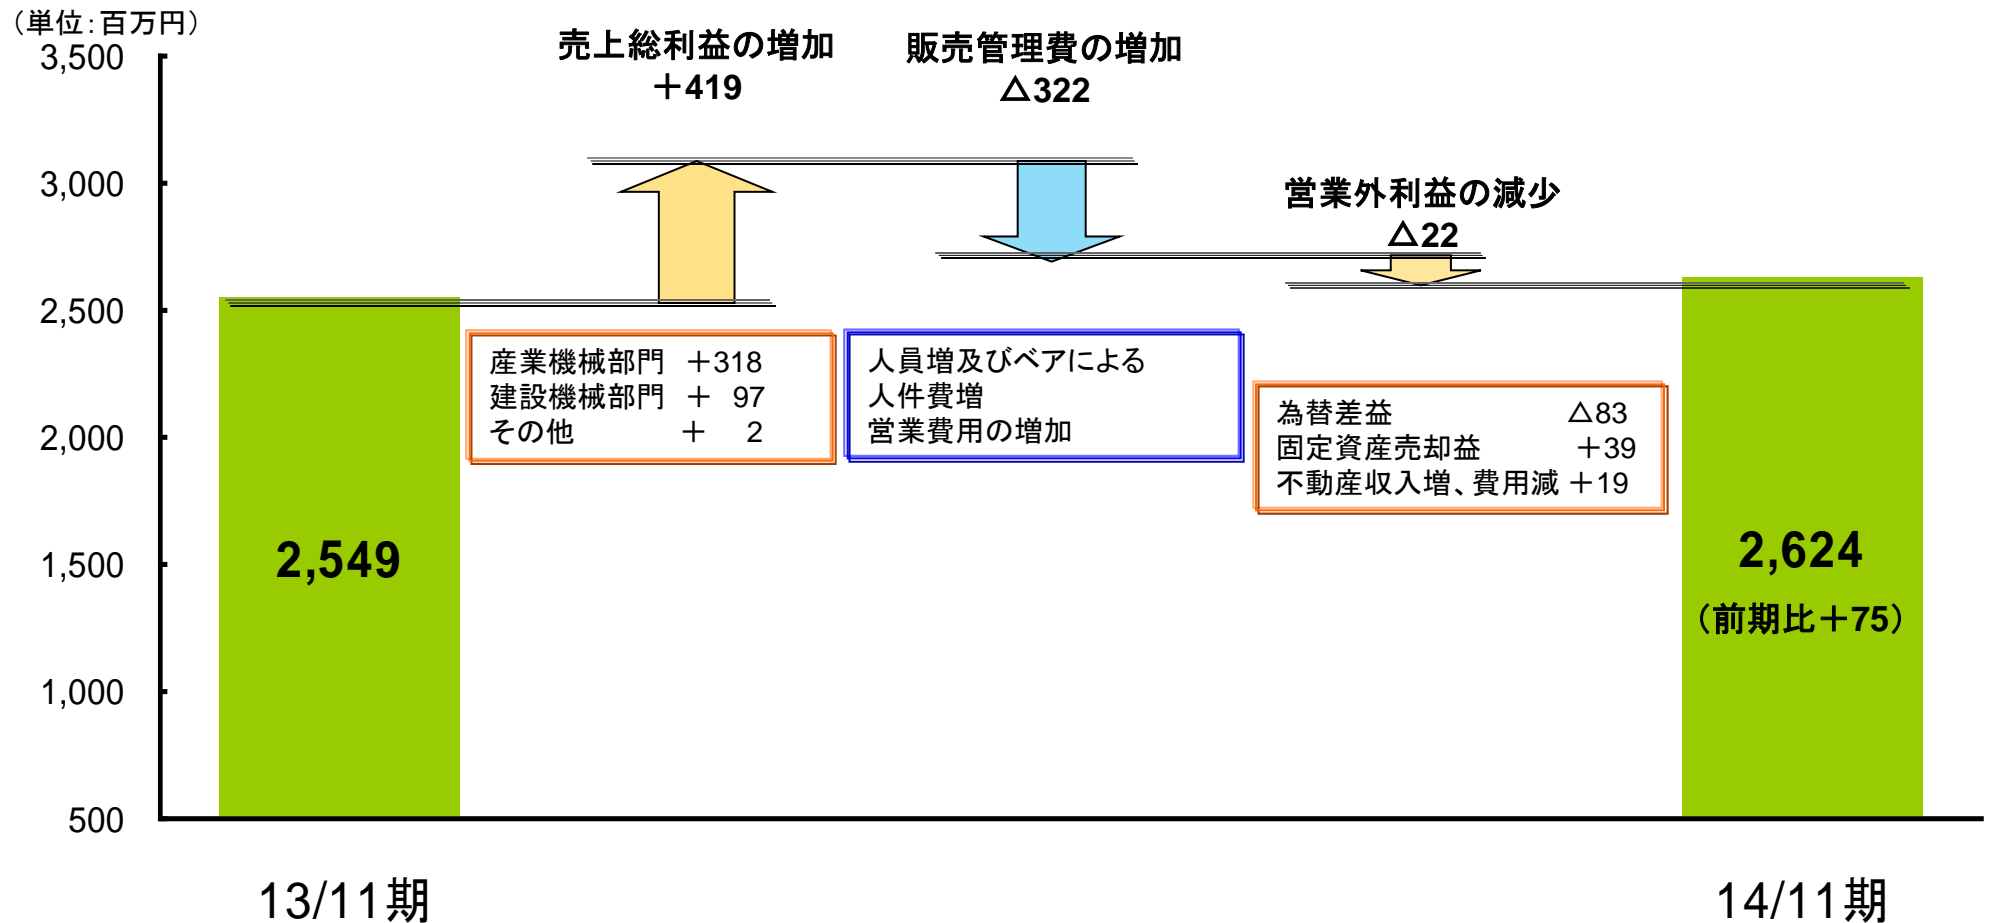 （単位：百万円）
3,500
3,000
2,500
2,000
1,500
1,000
500
売上総利益の増加
＋419
販売管理費の増加
△322
営業外利益の減少
△22
産業機械部門 ＋318
建設機械部門 ＋ 97
その他 ＋ 2
人員増及びベアによる
人件費増
営業費用の増加
為替差益 △83
固定資産売却益 ＋39
不動産収入増、費用減 ＋19
2,549
2,624
（前期比＋75）
13/11期
14/11期